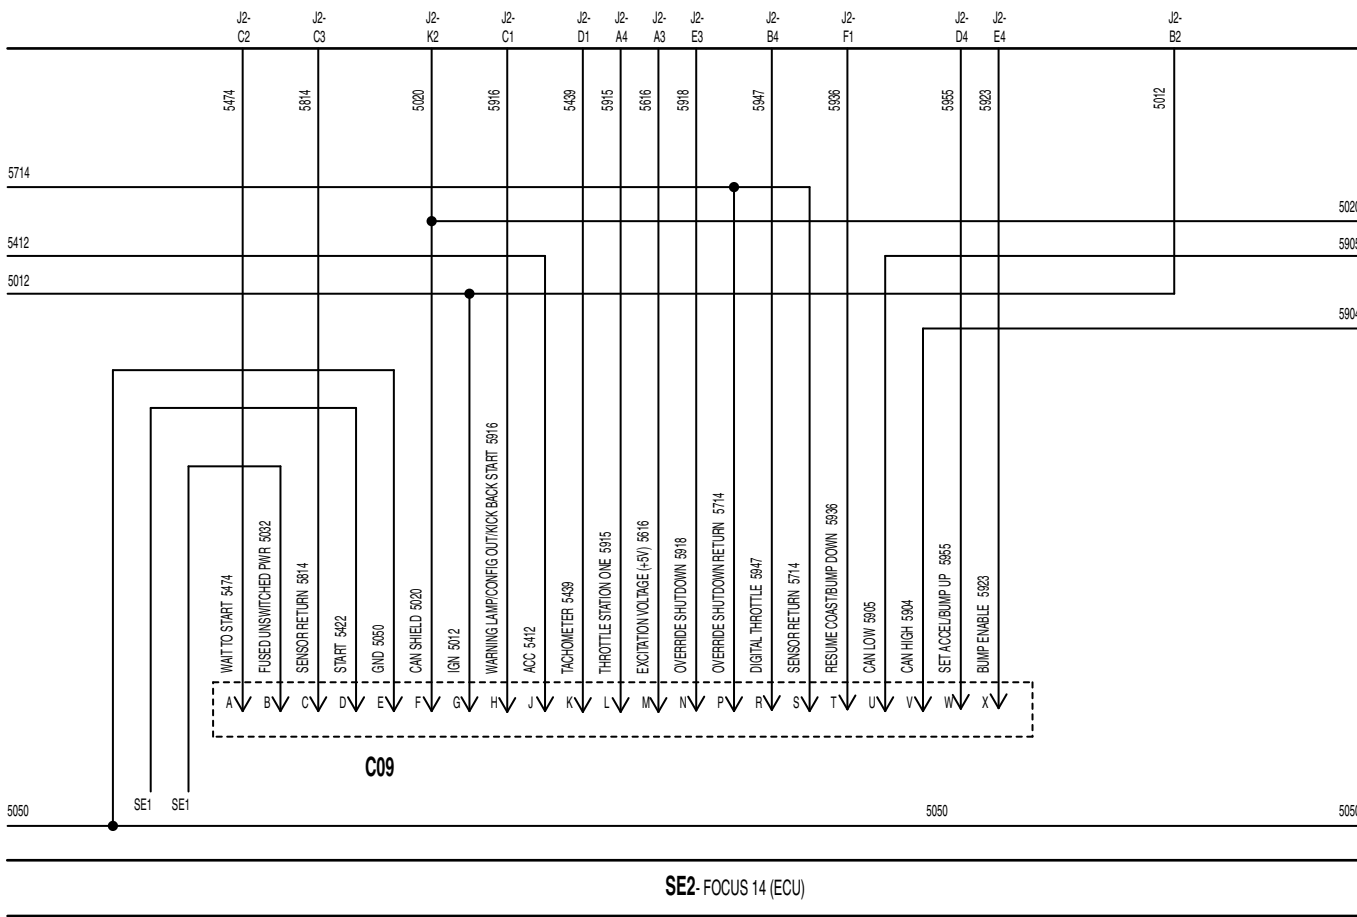 J2-
C2
J2-
C3
J2-
K2
J2-
C1
J2-
D1
J2-
A4
J2-
A3
J2-
E3
J2-
B4
J2-
F1
J2-
D4
J2-
E4
J2-
B2
5474
5814
5020
5916
5439
5915
5616
5918
5947
5936
5955
5923
5012
5714
5020
5412
5905
5012
5904
WAIT TO START 5474
FUSED UNSWITCHED PWR 5032
SENSOR RETURN 5814
START 5422
GND 5050
CAN SHIELD 5020
IGN 5012
WARNING LAMP/CONFIG OUT/KICK BACK START 5916
ACC 5412
TACHOMETER 5439
THROTTLE STATION ONE 5915
EXCITATION VOLTAGE (+5V) 5616
OVERRIDE SHUTDOWN 5918
OVERRIDE SHUTDOWN RETURN 5714
DIGITAL THROTTLE 5947
SENSOR RETURN 5714
RESUME COAST/BUMP DOWN 5936
CAN LOW 5905
CAN HIGH 5904
SET ACCEL/BUMP UP 5955
BUMP ENABLE 5923
A B C D E F G H J K L M N P R S T U V W X
C09
SE1 SE1
5050 5050 5050
SE2- FOCUS 14 (ECU)